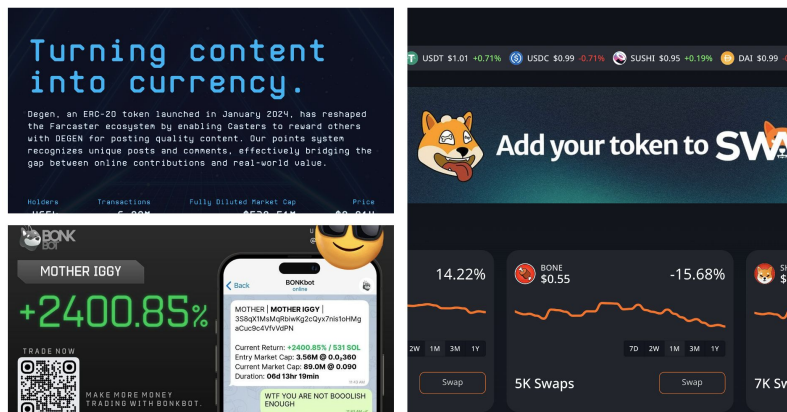 Turning content
into currency.
Degen, an ERC-20 token launched in January 2024, has reshaped
the Farcaster ecosystem by enabling Casters to reward others
with DEGEN for posting quality content. Our points system
recognizes unique posts and comments, effectively bridging the
gap between online contributions and real-world value.
Holders Transactions Fully Diluted Market Cap Price
BONK
BOT
MOTHER IGGY
+2400.85%
TRADE NOW
MAKE MORE MONEY
TRADING WITH BONKBOT.
Back
BONKbot
online
MOTHER | MOTHER IGGY |
3S8qX1MsMqRbiwKg2cQyx7nis1oHMg
aCuc9c4VfvVdPN
Current Return: +2400.85% / 531 SOL
Entry Market Cap: 3.56M @ 0.0₂360
Current Market Cap: 89.0M @ 0.090
Duration: 06d 13hr 19min
WTF YOU ARE NOT BOOOLISH
ENOUGH
USDT $1.01 +0.71% USDC $0.99 -0.71% SUSHI $0.95 +0.19% DAI $0.99
Add your token to
14.22%
BONE
$0.55
-15.68%
2W 1M 3M 1Y
7D 2W 1M 3M 1Y
Swap
5K Swaps
Swap
7K